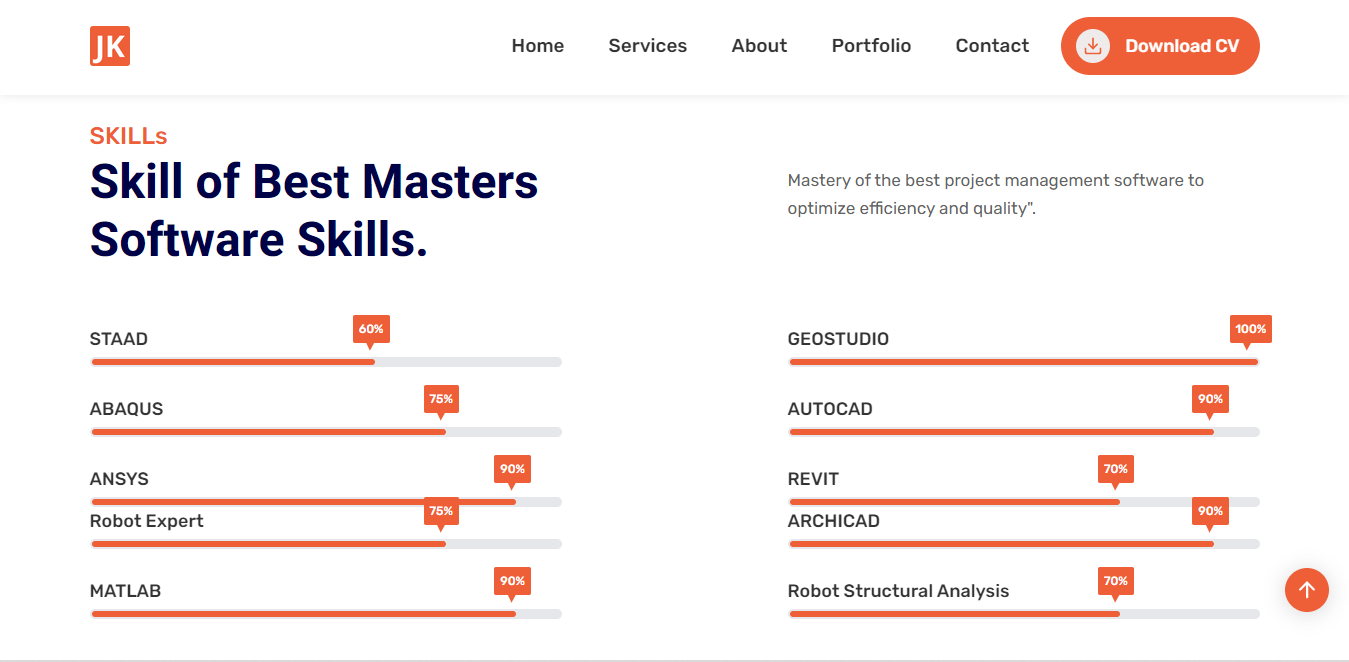 JK
Home Services About Portfolio Contact Download CV
SKILLs
Skill of Best Masters
Software Skills.
Mastery of the best project management software to
optimize efficiency and quality".
STAAD 60%
ABAQUS 75%
ANSYS 90%
Robot Expert 75%
MATLAB 90%
GEOSTUDIO 100%
AUTOCAD 90%
REVIT 70%
ARCHICAD 90%
Robot Structural Analysis 70%